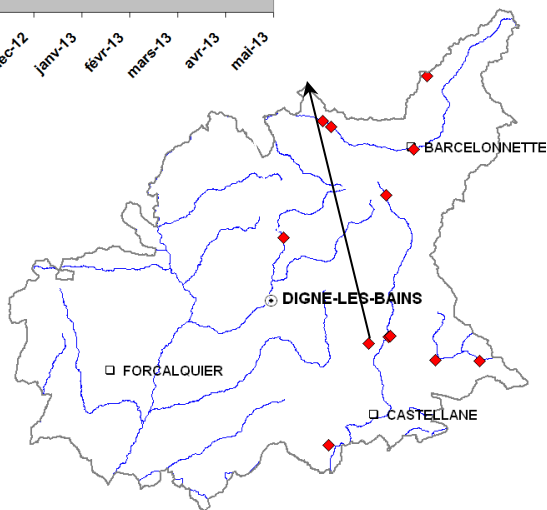 janv-13
févr-13
mars-13
avr-13
mai-13
BARCELONNETTE
DIGNE-LES-BAINS
FORCALQUIER
CASTELLANE